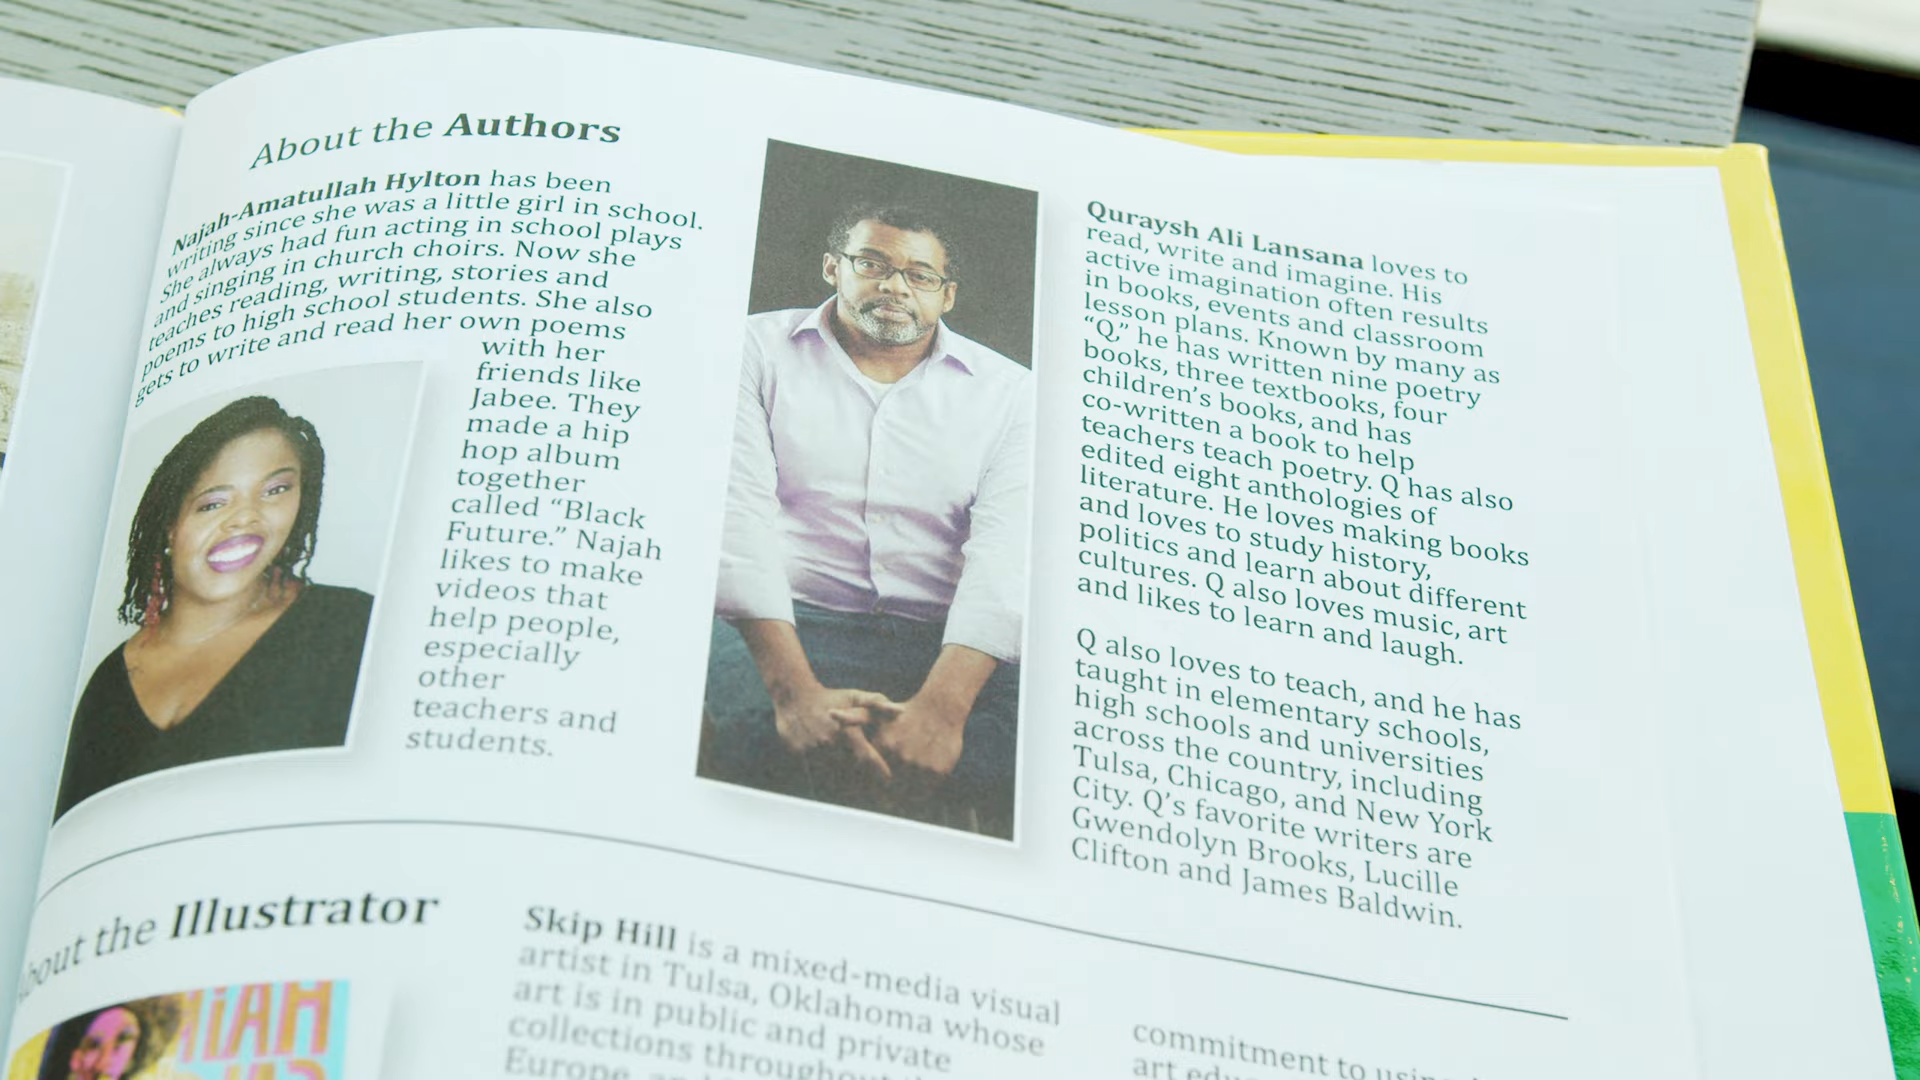 About the Authors
Najah-Amatullah Hylton has been
writing since she was a little girl in school.
She always had fun acting in school plays
and singing in church choirs. Now she
teaches reading, writing, stories and
poems to high school students. She also
gets to write and read her own poems
with her
friends like
Jabee. They
made a hip
hop album
together
called “Black
Future.” Najah
likes to make
videos that
help people,
especially
other
teachers and
students.
Quraysh Ali Lansana loves to
read, write and imagine. His
active imagination often results
in books, events and classroom
lesson plans. Known by many as
“Q,” he has written nine poetry
books, three textbooks, four
children’s books, and has
co-written a book to help
teachers teach poetry. Q has also
edited eight anthologies of
literature. He loves making books
and loves to study history,
politics and learn about different
cultures. Q also loves music, art
and likes to learn and laugh.
Q also loves to teach, and he has
taught in elementary schools,
high schools and universities
across the country, including
Tulsa, Chicago, and New York
City. Q’s favorite writers are
Gwendolyn Brooks, Lucille
Clifton and James Baldwin.
About the Illustrator
Skip Hill is a mixed-media visual
artist in Tulsa, Oklahoma whose
art is in public and private
collections throughout
Europe, and
commitment to using
art